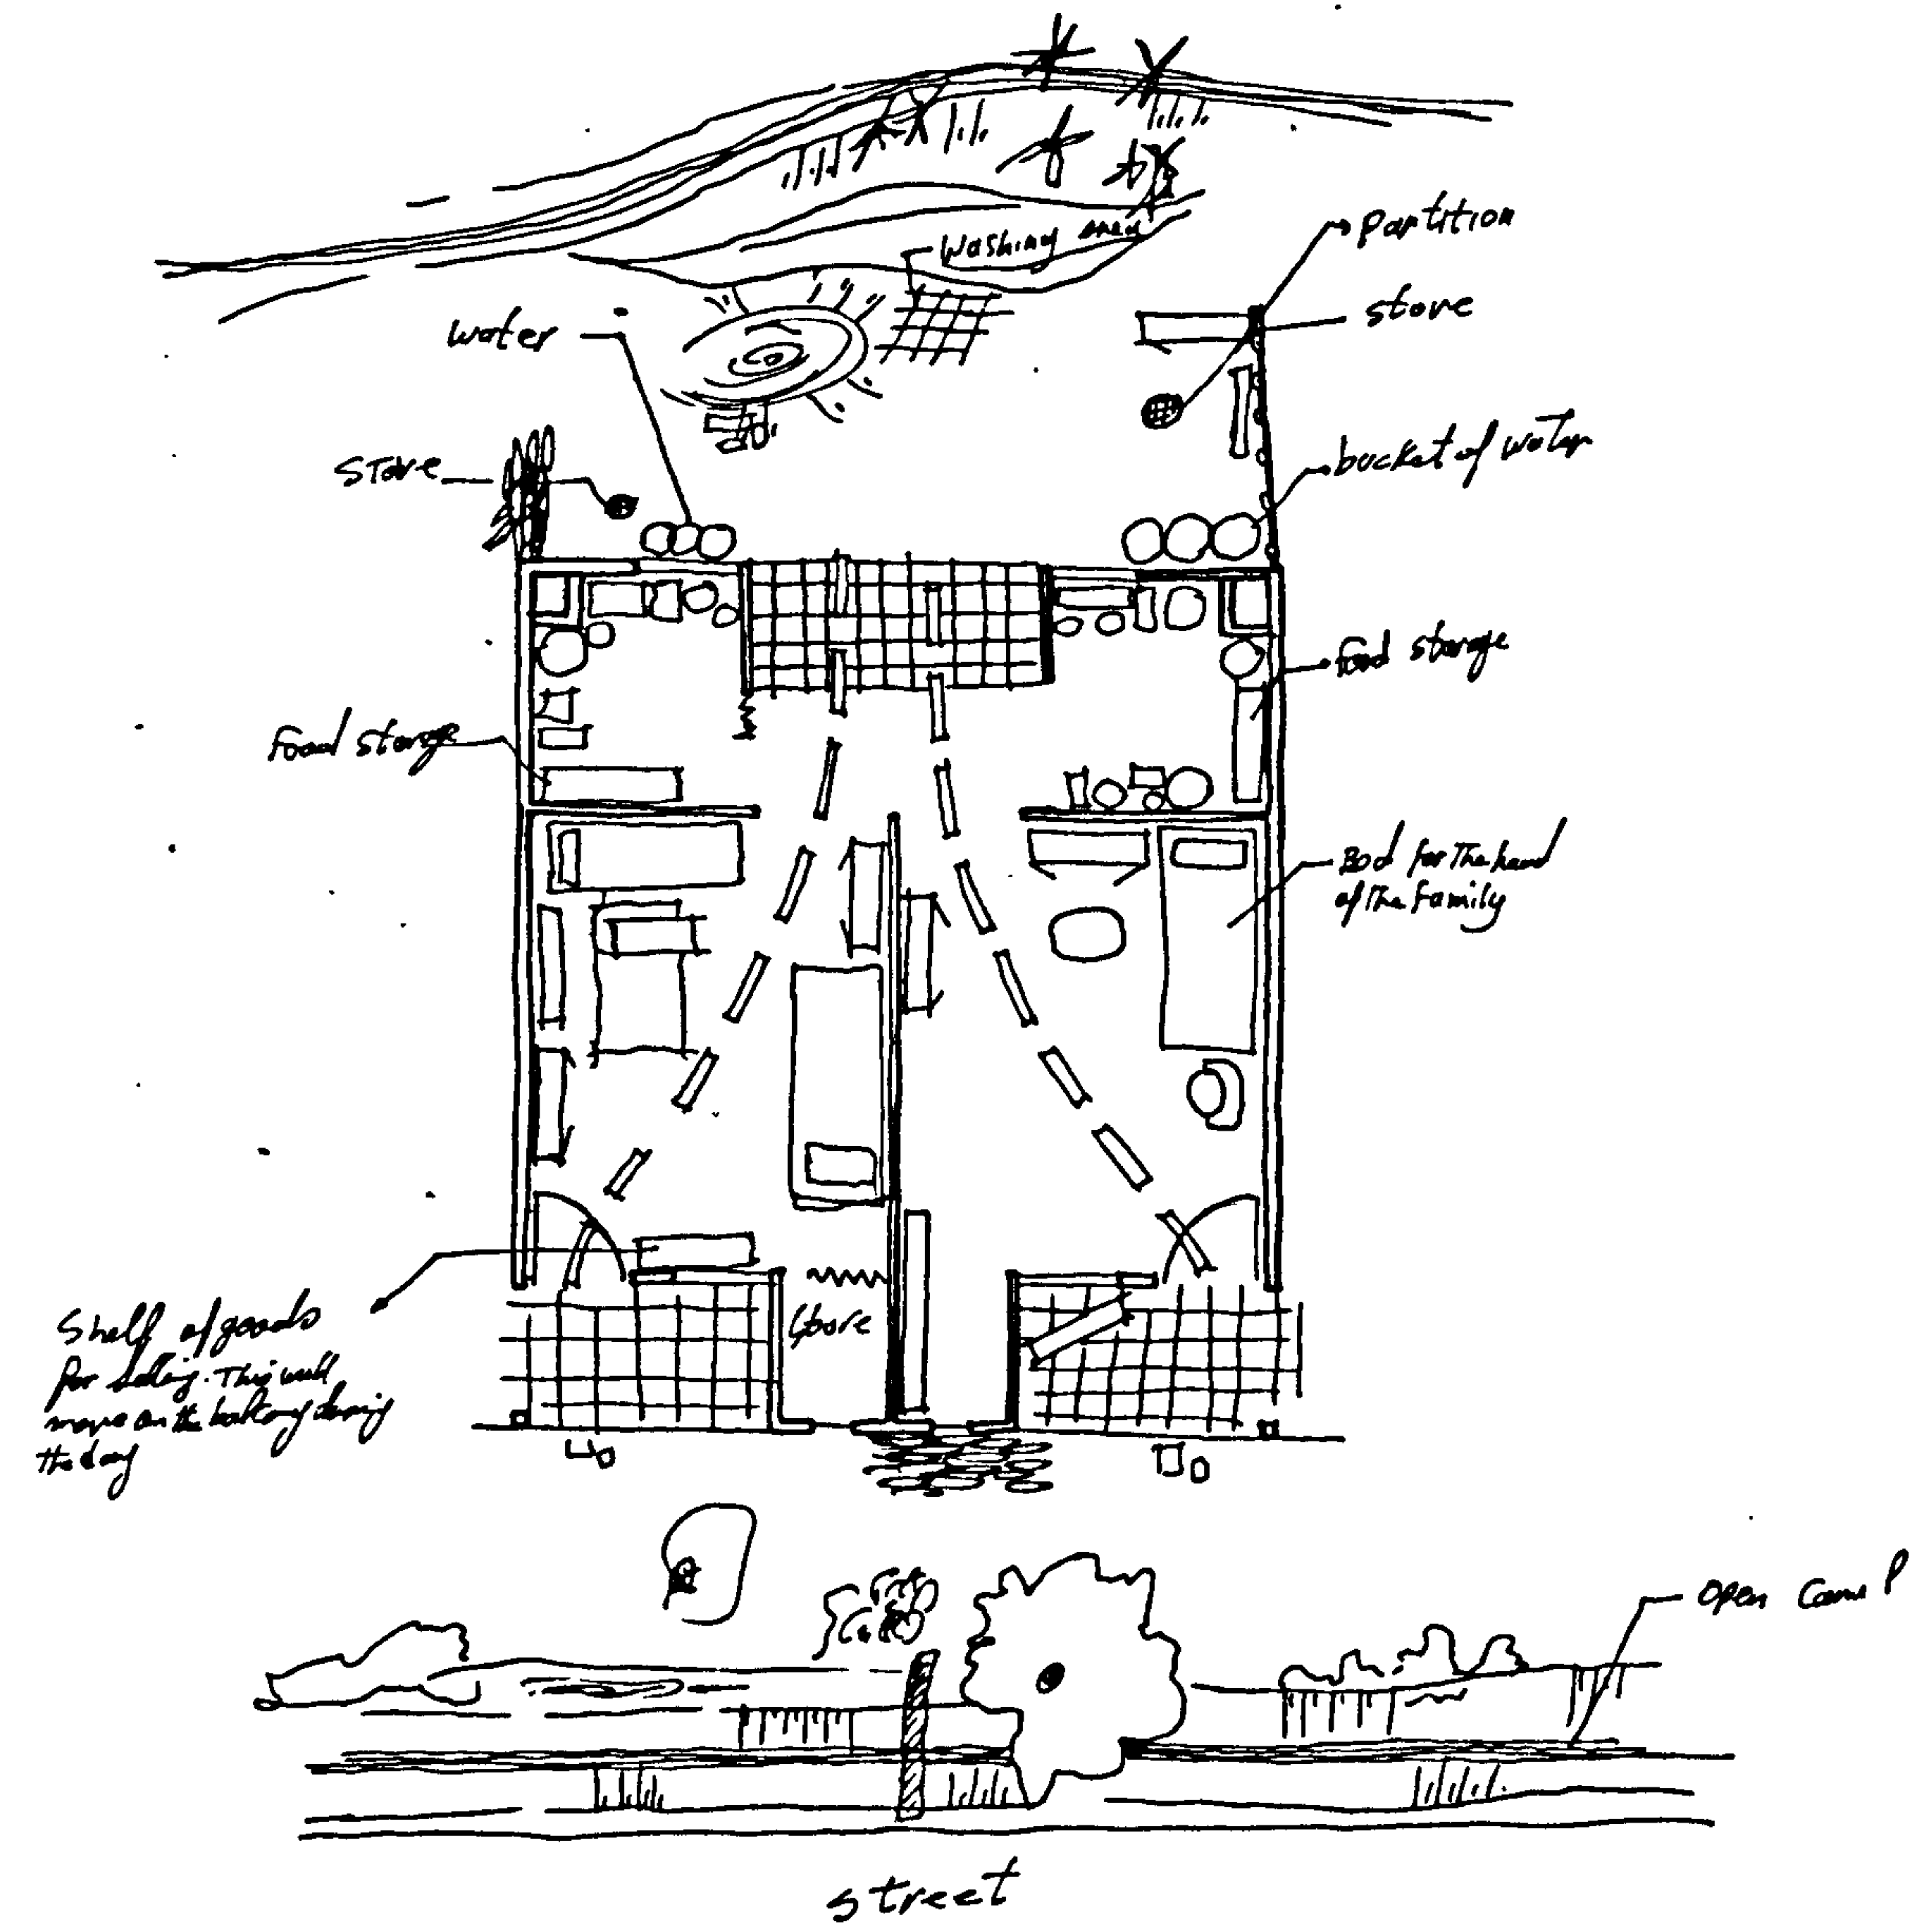 Washing area
partition
store
water
store
bucket of water
food storage
Food storage
Bed for The head
of The Family
Store
Shelf of goods
for selling. This will
move on the balcony during
the day
open canal
street